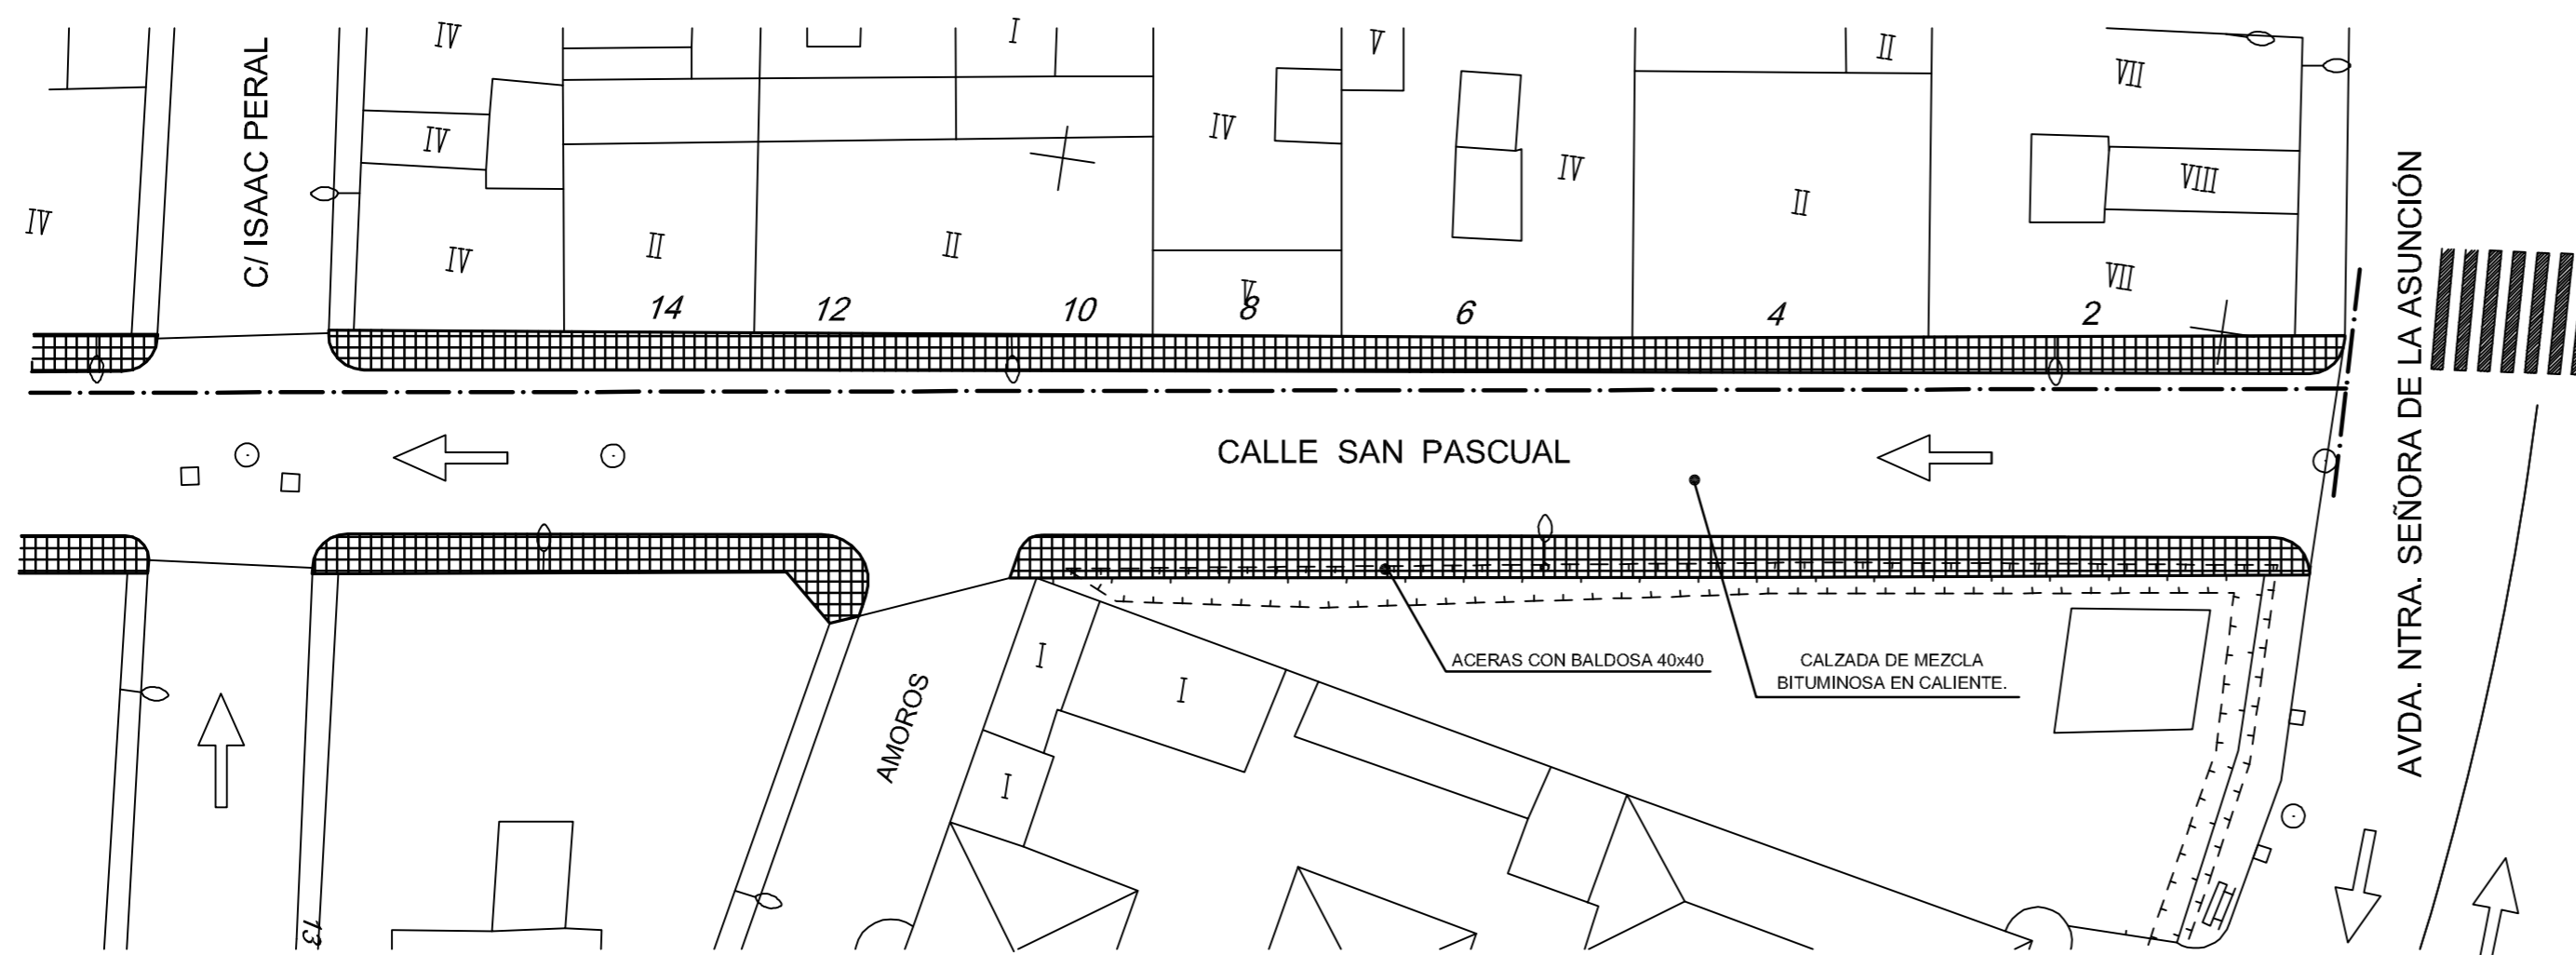 IV
I
V
II
VII
C/ ISAAC PERAL
IV
IV
IV
VIII
IV
II
AVDA. NTRA. SEÑORA DE LA ASUNCIÓN
IV
IV
II
II
V
VII
14
12
10
8
6
4
2
CALLE SAN PASCUAL
ACERAS CON BALDOSA 40x40
CALZADA DE MEZCLA
BITUMINOSA EN CALIENTE.
I
I
AMOROS
I
13